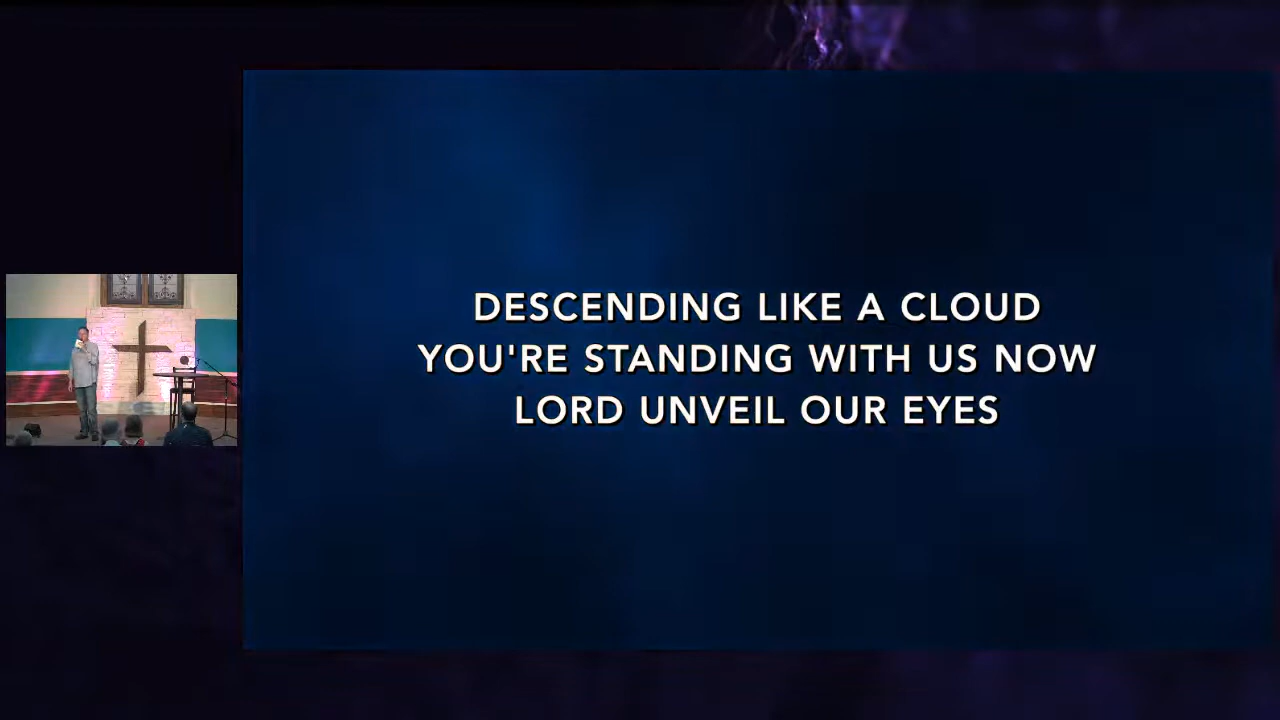 DESCENDING LIKE A CLOUD
YOU'RE STANDING WITH US NOW
LORD UNVEIL OUR EYES